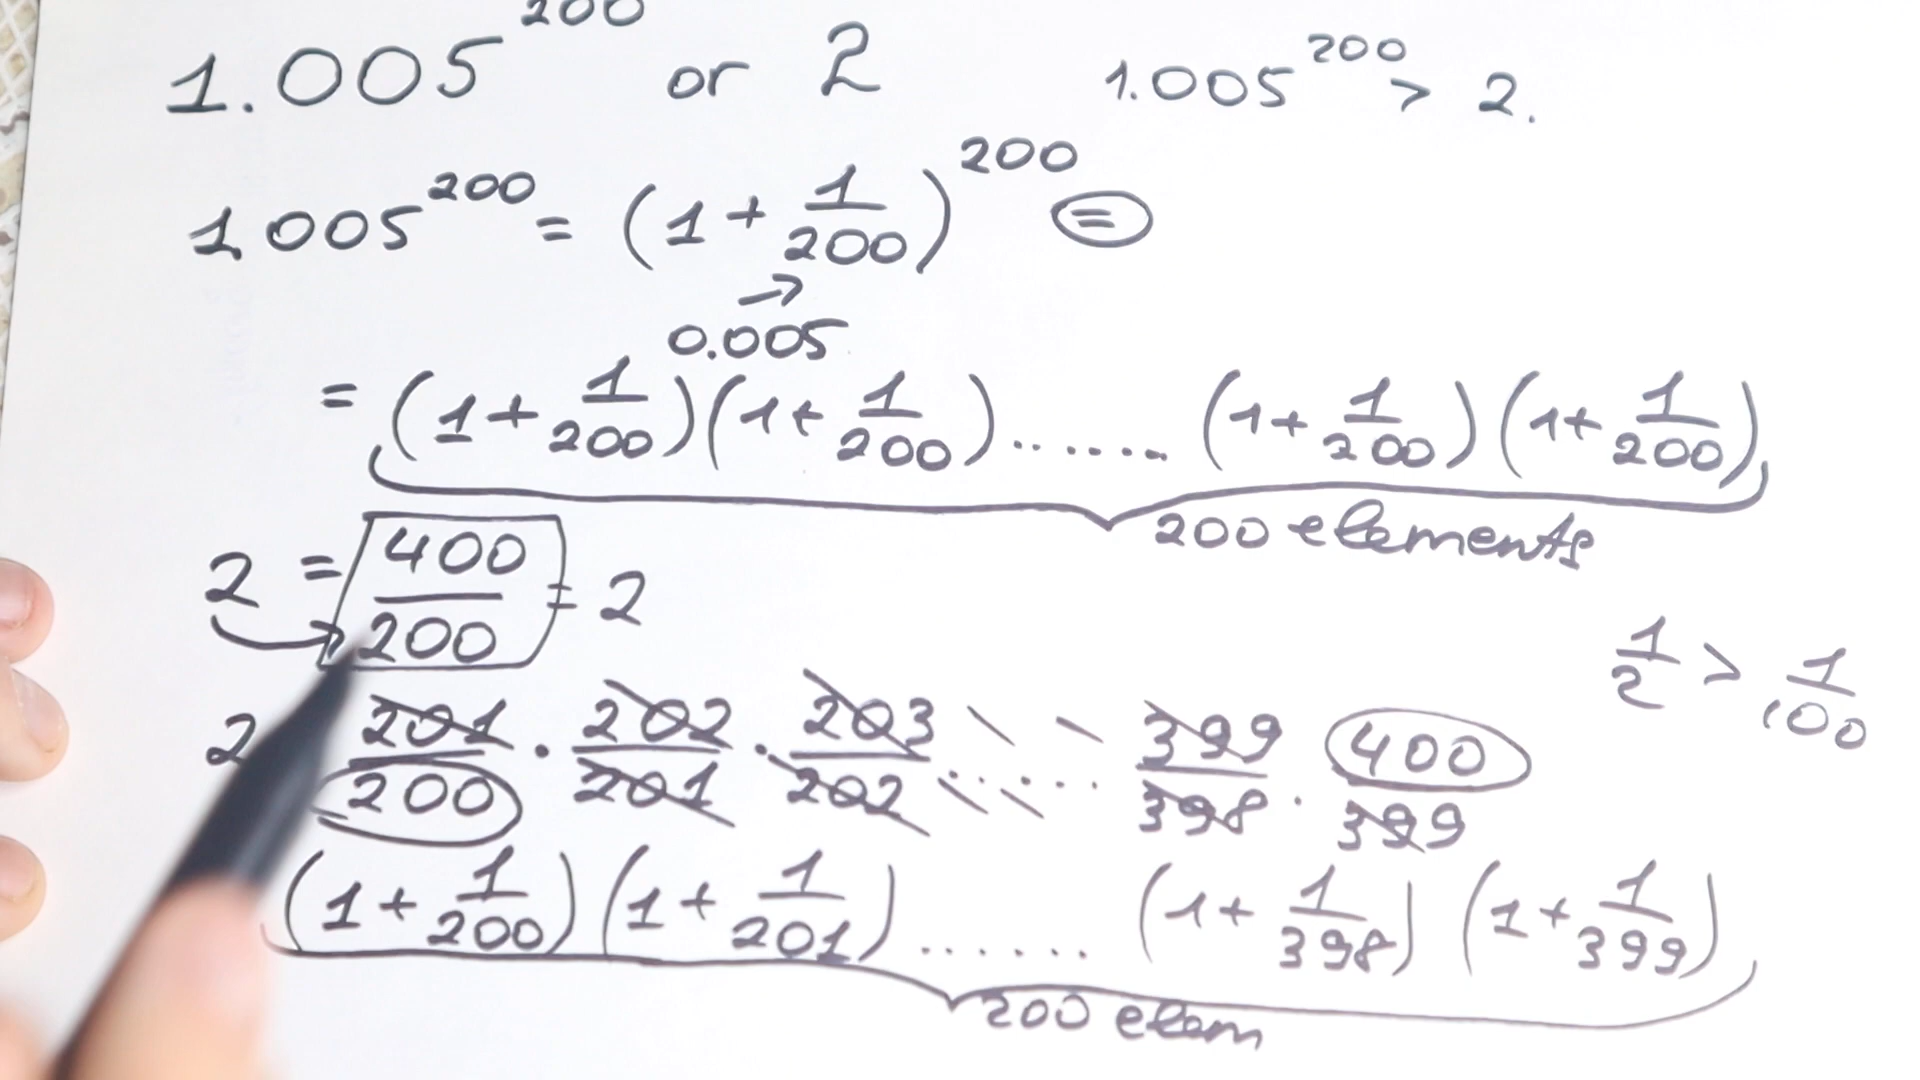 1.005^200 or 2
1.005^200 > 2.
1.005^200 = (1 + 1/200)^200 =
0.005
= (1 + 1/200)(1 + 1/200)....... (1 + 1/200)(1 + 1/200)
200 elements
2 = 400/200 = 2
1/2 > 1/100
2 201/200 · 202/201 · 203/202 ..... 399/398 · 400/399
(1 + 1/200)(1 + 1/201) ....... (1 + 1/398)(1 + 1/399)
200 elem